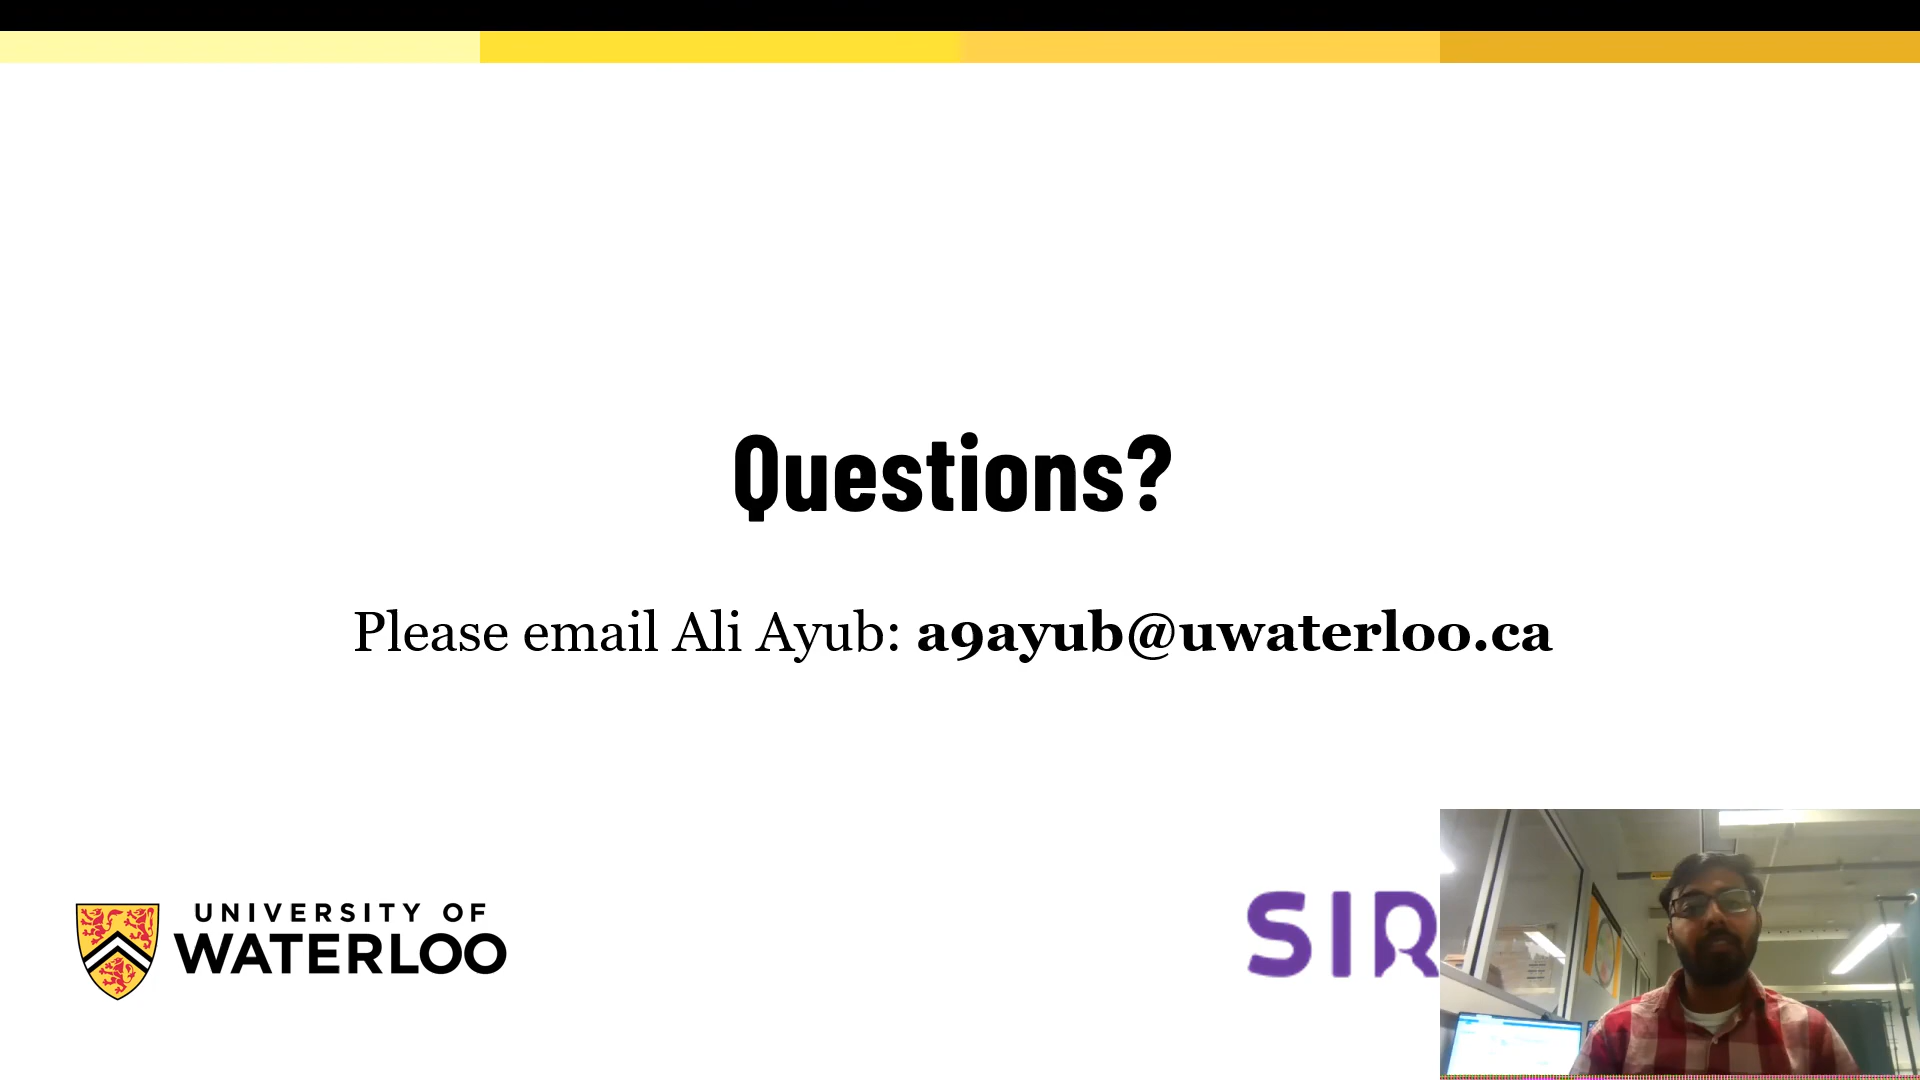 Questions?
Please email Ali Ayub: a9ayub@uwaterloo.ca
UNIVERSITY OF
WATERLOO
SIR